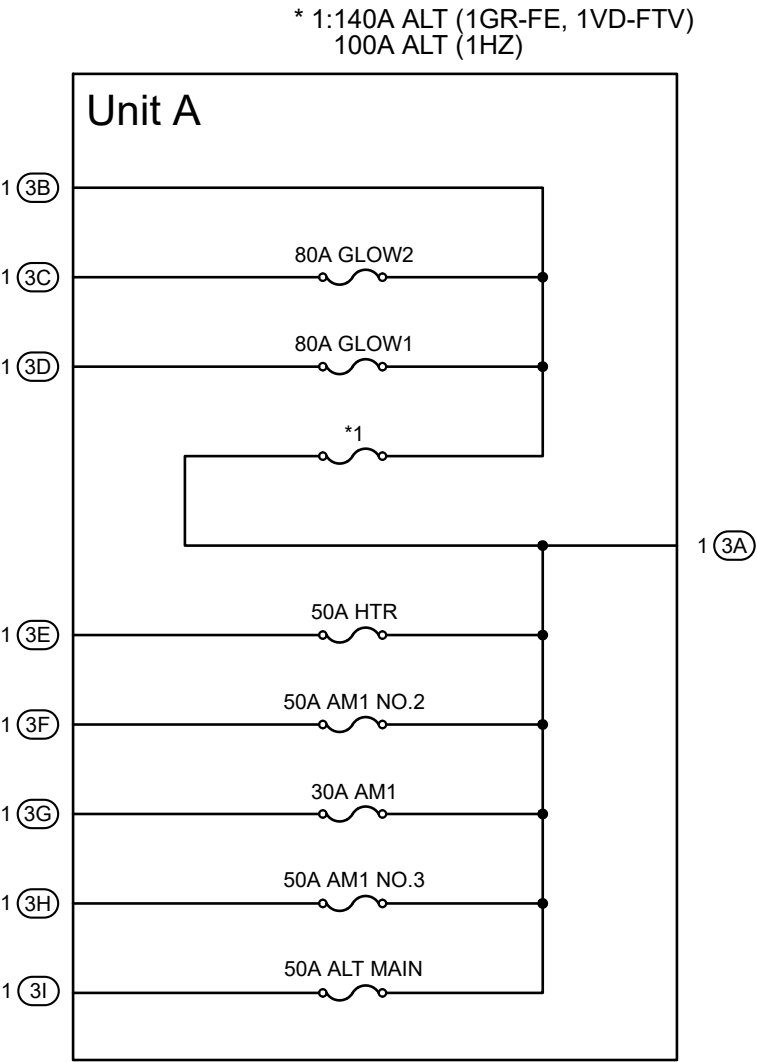 * 1:140A ALT (1GR-FE, 1VD-FTV)
100A ALT (1HZ)
Unit A
1 3B
80A GLOW2
1 3C
80A GLOW1
1 3D
*1
1 3A
50A HTR
1 3E
50A AM1 NO.2
1 3F
30A AM1
1 3G
50A AM1 NO.3
1 3H
50A ALT MAIN
1 3I